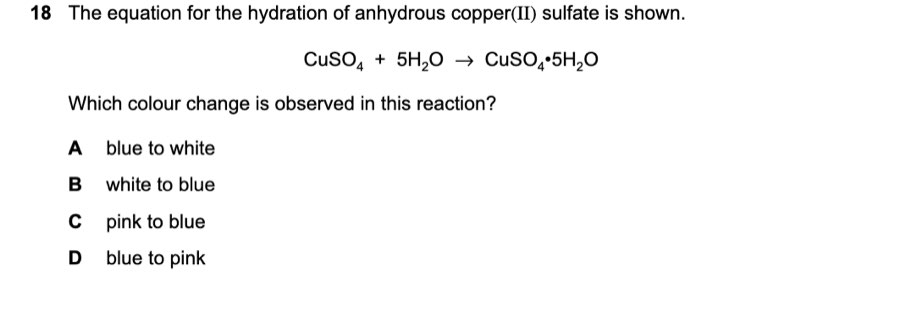 18 The equation for the hydration of anhydrous copper(II) sulfate is shown.
CuSO₄ + 5H₂O → CuSO₄•5H₂O
Which colour change is observed in this reaction?
A blue to white
B white to blue
C pink to blue
D blue to pink